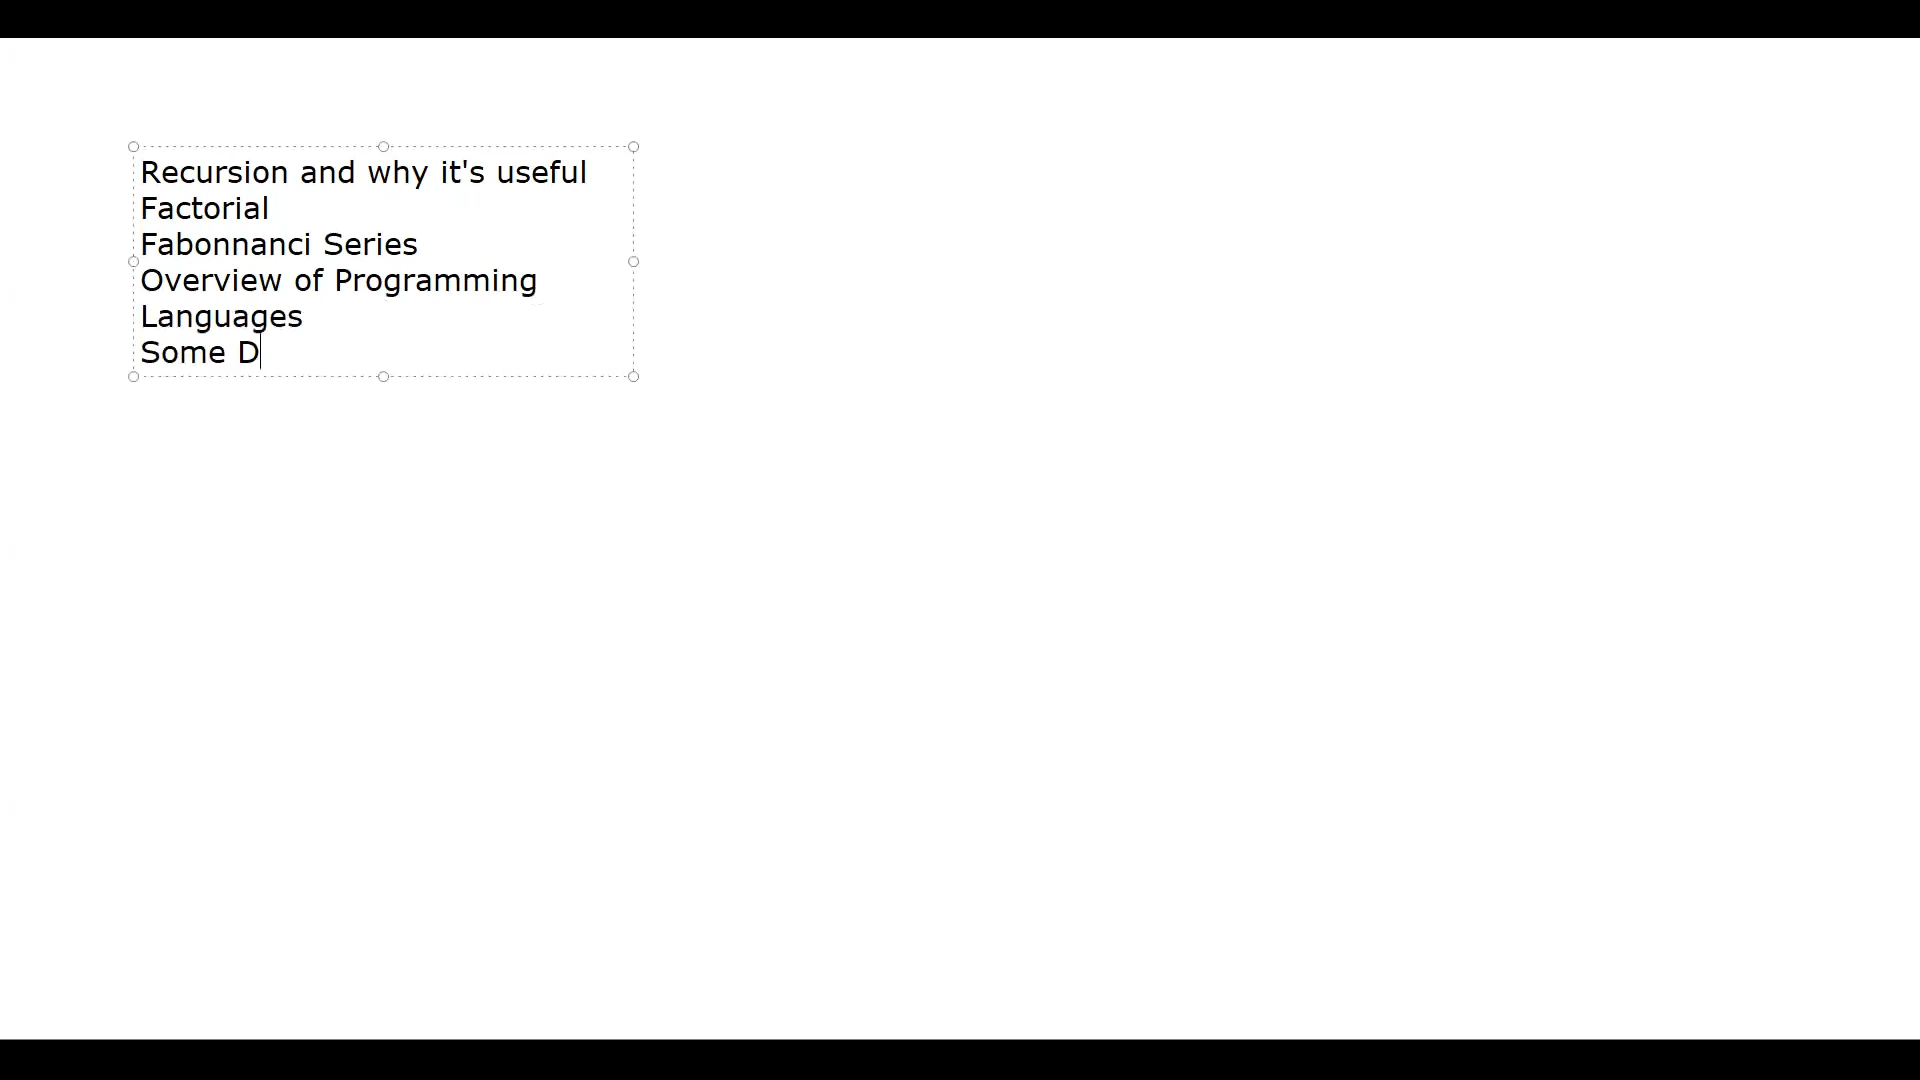 Recursion and why it's useful
Factorial
Fabonnanci Series
Overview of Programming
Languages
Some D